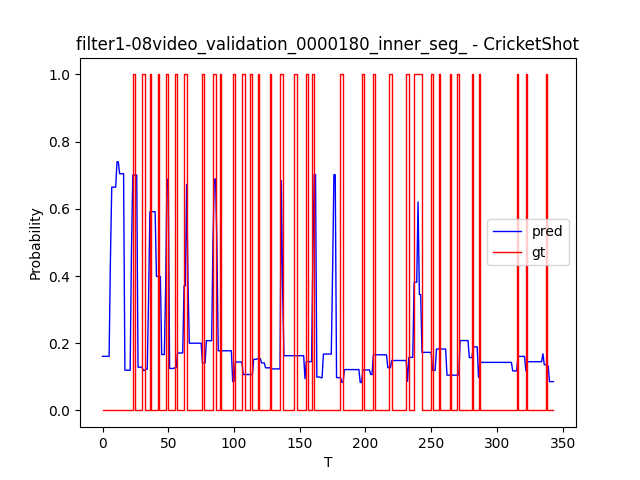 filter1-08video_validation_0000180_inner_seg_ - CricketShot
1.0
0.8
0.6
0.4
0.2
0.0
Probability
pred
gt
0 50 100 150 200 250 300 350
T